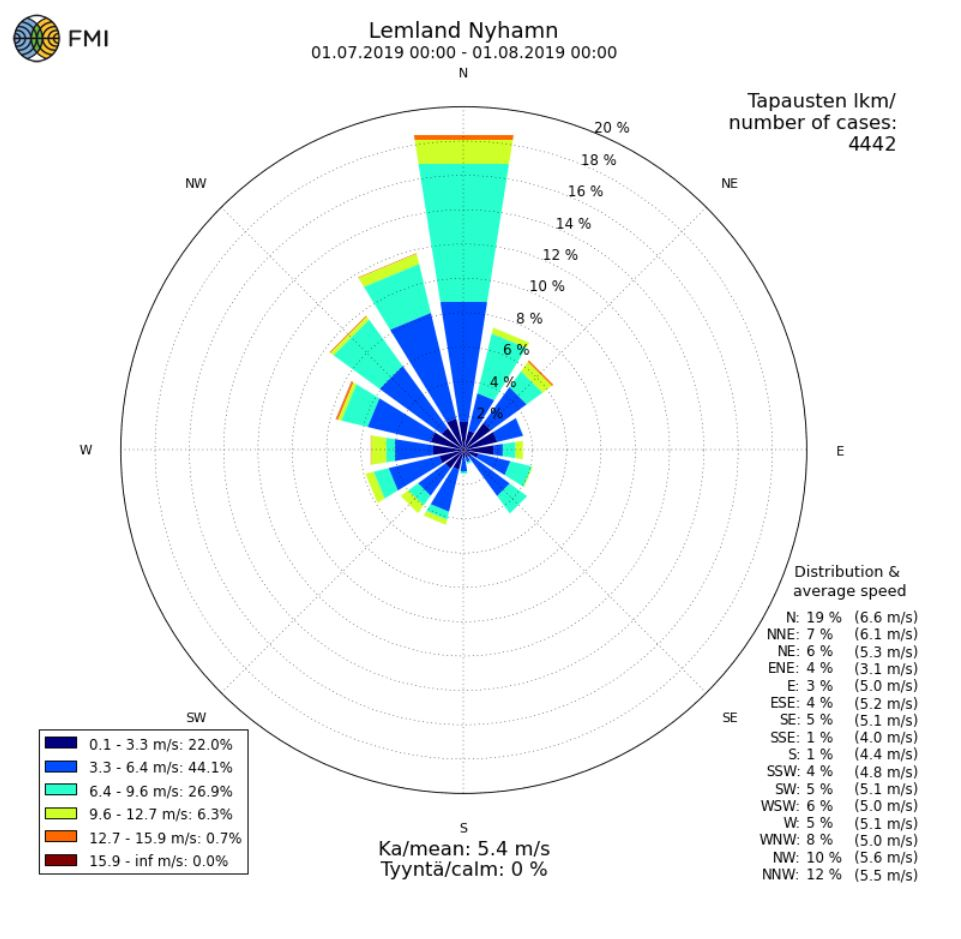 FMI
Lemland Nyhamn
01.07.2019 00:00 - 01.08.2019 00:00
N
Tapausten lkm/
number of cases:
4442
20 %
18 %
16 %
14 %
12 %
10 %
8 %
6 %
4 %
2 %
NW
NE
W
E
SW
SE
S
Distribution &
average speed
N: 19 % (6.6 m/s)
NNE: 7 % (6.1 m/s)
NE: 6 % (5.3 m/s)
ENE: 4 % (3.1 m/s)
E: 3 % (5.0 m/s)
ESE: 4 % (5.2 m/s)
SE: 5 % (5.1 m/s)
SSE: 1 % (4.0 m/s)
S: 1 % (4.4 m/s)
SSW: 4 % (4.8 m/s)
SW: 5 % (5.1 m/s)
WSW: 6 % (5.0 m/s)
W: 5 % (5.1 m/s)
WNW: 8 % (5.0 m/s)
NW: 10 % (5.6 m/s)
NNW: 12 % (5.5 m/s)
0.1 - 3.3 m/s: 22.0%
3.3 - 6.4 m/s: 44.1%
6.4 - 9.6 m/s: 26.9%
9.6 - 12.7 m/s: 6.3%
12.7 - 15.9 m/s: 0.7%
15.9 - inf m/s: 0.0%
Ka/mean: 5.4 m/s
Tyyntä/calm: 0 %